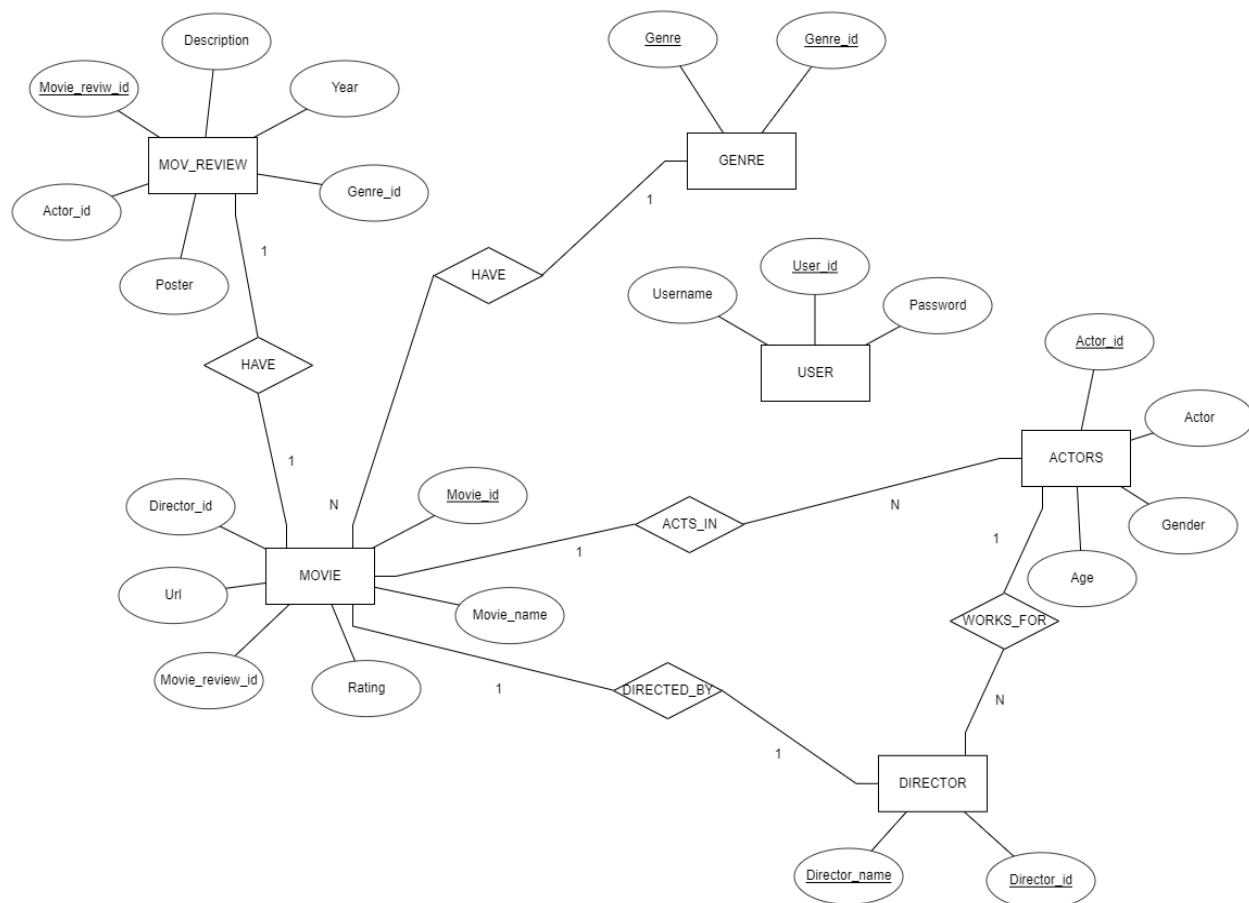 Description
Movie_reviw_id
Year
MOV_REVIEW
Actor_id
Genre_id
Poster
1
HAVE
1
Genre
Genre_id
GENRE
1
HAVE
N
User_id
Username
Password
USER
Actor_id
Actor
ACTORS
Gender
Age
Director_id
Movie_id
Url
MOVIE
Movie_name
Movie_review_id
Rating
1
ACTS_IN
N
1
WORKS_FOR
N
1
DIRECTED_BY
1
DIRECTOR
Director_name
Director_id